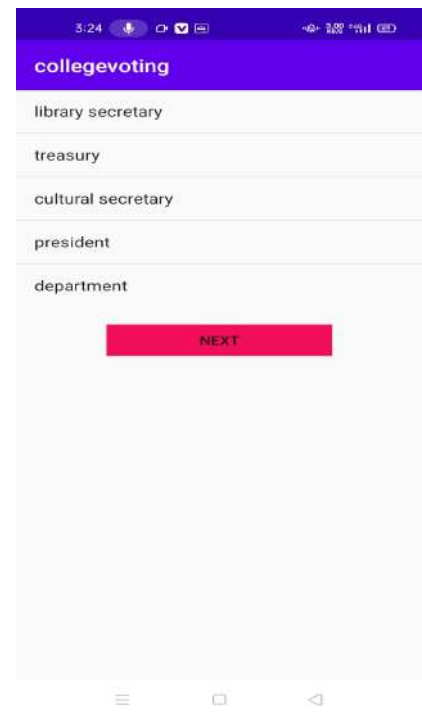 3:24
collegevoting
library secretary
treasury
cultural secretary
president
department
NEXT